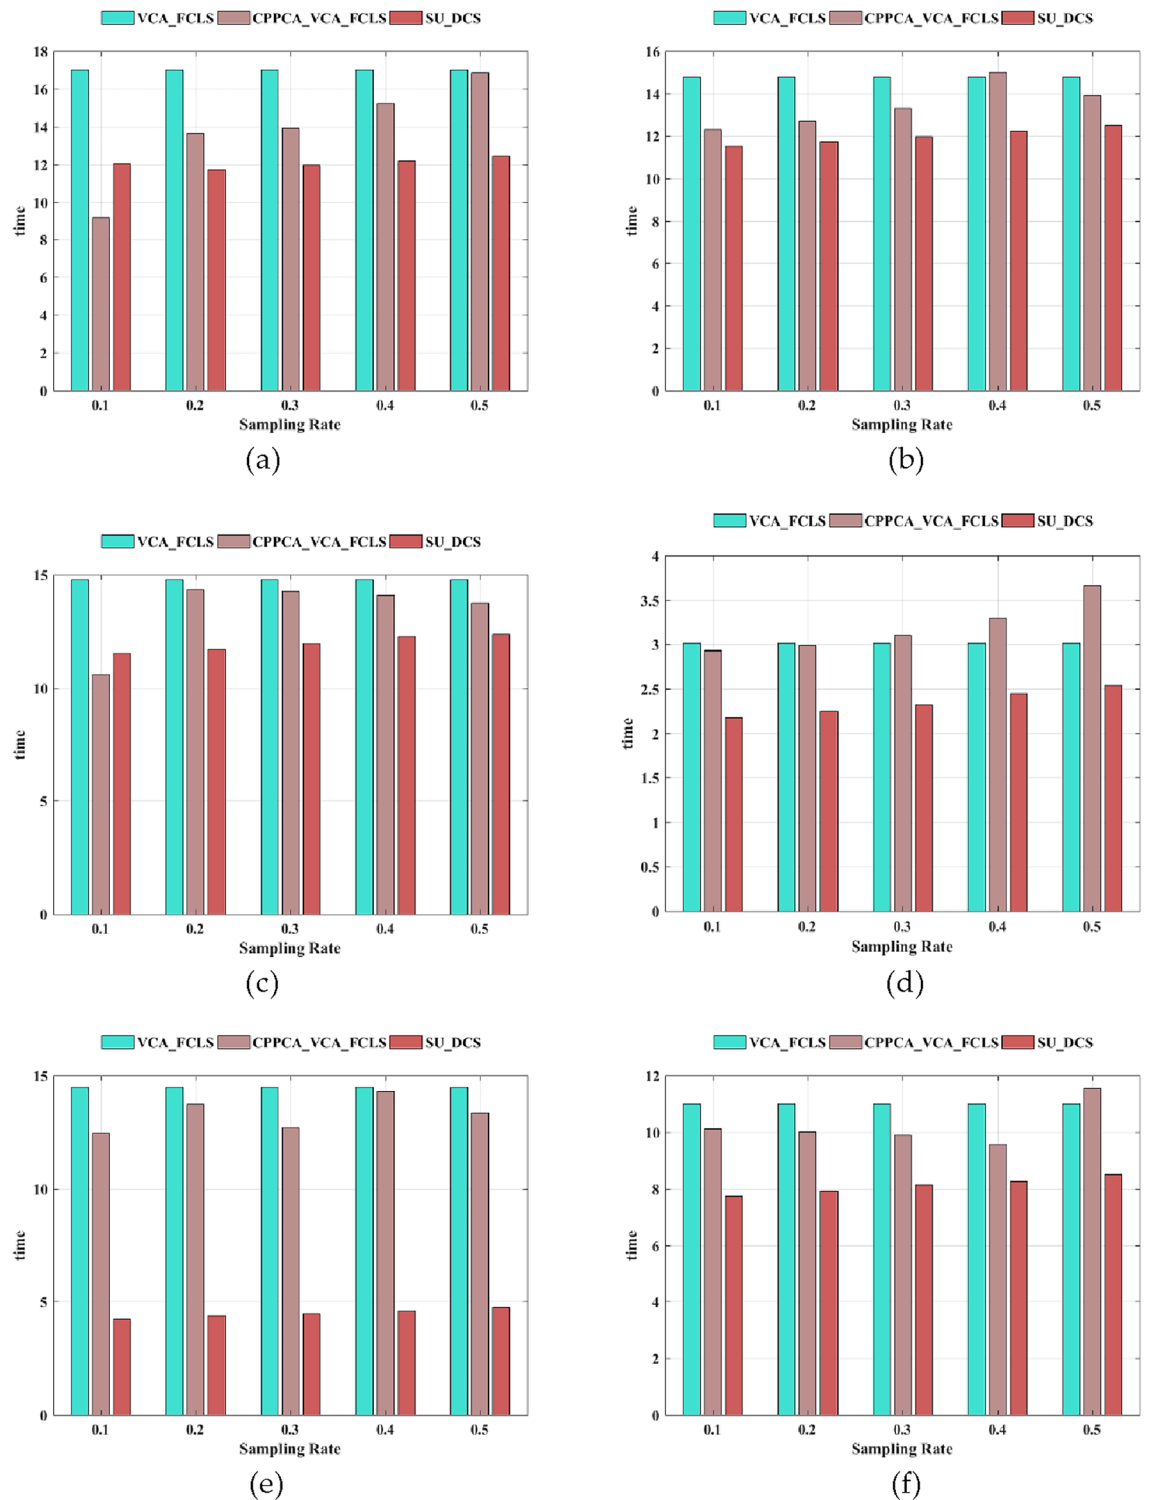 VCA_FCLS CPPCA_VCA_FCLS SU_DCS
18
16
14
12
10
8
6
4
2
0
time
0.1 0.2 0.3 0.4 0.5
Sampling Rate
(a)
VCA_FCLS CPPCA_VCA_FCLS SU_DCS
16
14
12
10
8
6
4
2
0
time
0.1 0.2 0.3 0.4 0.5
Sampling Rate
(b)
VCA_FCLS CPPCA_VCA_FCLS SU_DCS
15
10
5
0
time
0.1 0.2 0.3 0.4 0.5
Sampling Rate
(c)
VCA_FCLS CPPCA_VCA_FCLS SU_DCS
4
3.5
3
2.5
2
1.5
1
0.5
0
time
0.1 0.2 0.3 0.4 0.5
Sampling Rate
(d)
VCA_FCLS CPPCA_VCA_FCLS SU_DCS
15
10
5
0
time
0.1 0.2 0.3 0.4 0.5
Sampling Rate
(e)
VCA_FCLS CPPCA_VCA_FCLS SU_DCS
12
10
8
6
4
2
0
time
0.1 0.2 0.3 0.4 0.5
Sampling Rate
(f)